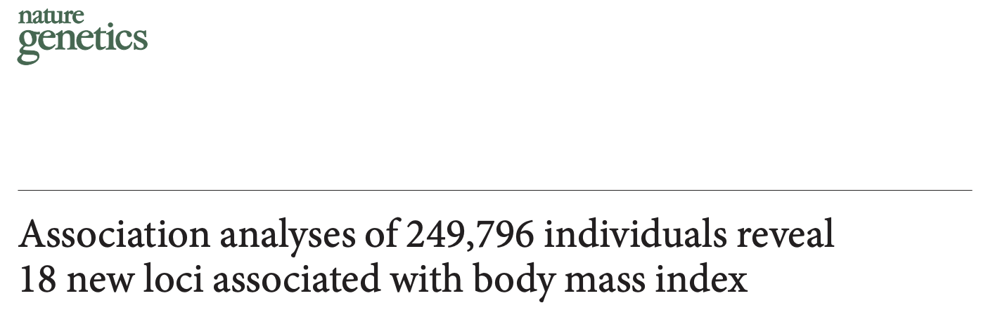 nature
genetics
Association analyses of 249,796 individuals reveal
18 new loci associated with body mass index